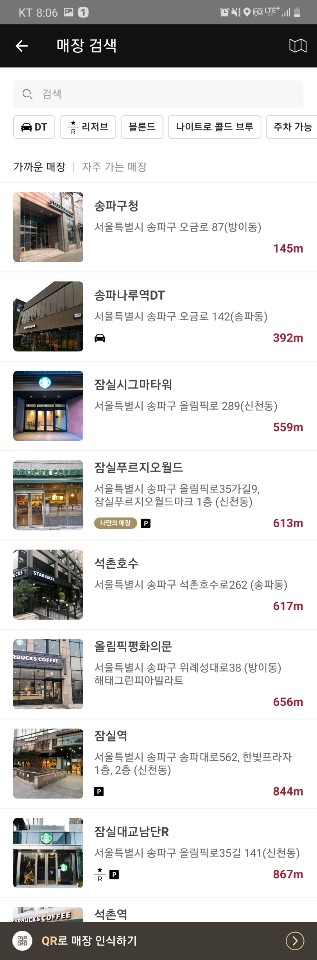 KT 8:06 1 LTE+
매장 검색
검색
DT
R 리저브
블론드
나이트로 콜드 브루
주차 가능
가까운 매장 | 자주 가는 매장
송파구청
서울특별시 송파구 오금로 87(방이동)
145m
송파나루역DT
서울특별시 송파구 오금로 142(송파동)
392m
잠실시그마타워
서울특별시 송파구 올림픽로 289(신천동)
559m
잠실푸르지오월드
서울특별시 송파구 올림픽로35가길9,
잠실푸르지오월드마크 1층 (신천동)
나만의 매장 P
613m
석촌호수
서울특별시 송파구 석촌호수로262 (송파동)
617m
STARBUCKS
올림픽평화의문
서울특별시 송파구 위례성대로38 (방이동)
해태그린피아빌라트
656m
BUCKS COFFEE
잠실역
서울특별시 송파구 송파대로562, 한빛프라자
1층, 2층 (신천동)
P
844m
잠실대교남단R
서울특별시 송파구 올림픽로35길 141(신천동)
R P
867m
석촌역
BUCKS COFFEE
QR로 매장 인식하기